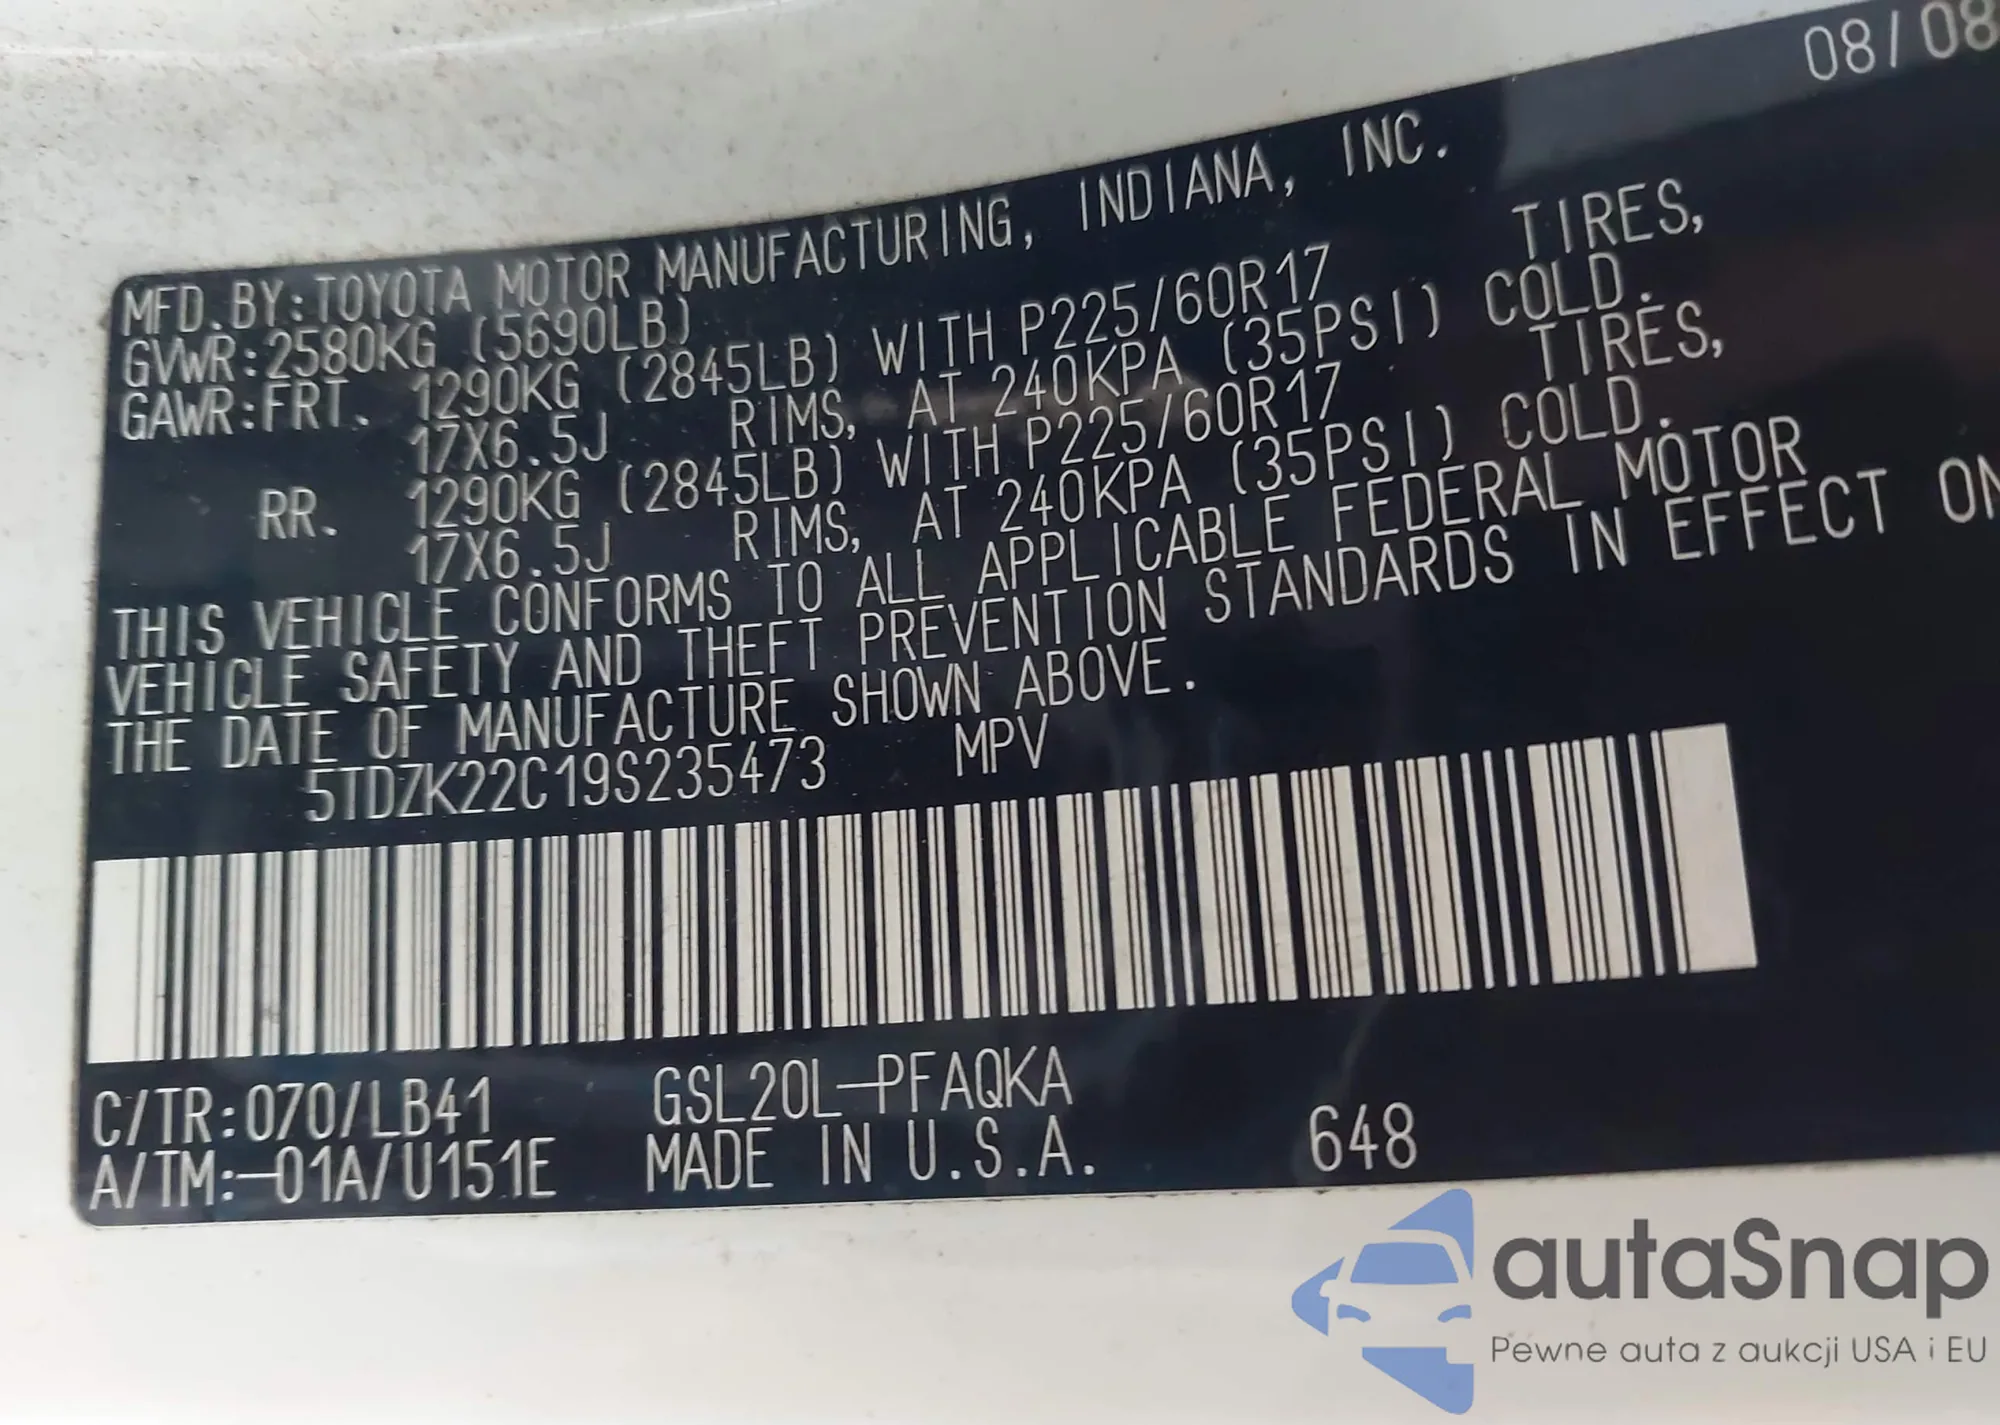 08/08
MFD.BY:TOYOTA MOTOR MANUFACTURING, INDIANA, INC.
GVWR:2580KG (5690LB)
GAWR:FRT. 1290KG (2845LB) WITH P225/60R17 TIRES,
17X6.5J RIMS, AT 240KPA (35PSI) COLD.
RR. 1290KG (2845LB) WITH P225/60R17 TIRES,
17X6.5J RIMS, AT 240KPA (35PSI) COLD.
THIS VEHICLE CONFORMS TO ALL APPLICABLE FEDERAL MOTOR
VEHICLE SAFETY AND THEFT PREVENTION STANDARDS IN EFFECT ON
THE DATE OF MANUFACTURE SHOWN ABOVE.
5TDZK22C19S235473 MPV
C/TR:070/LB41 GSL20L-PFAQKA
A/TM:-01A/U151E MADE IN U.S.A. 648
autoSnap
Pewne auta z aukcji USA i EU